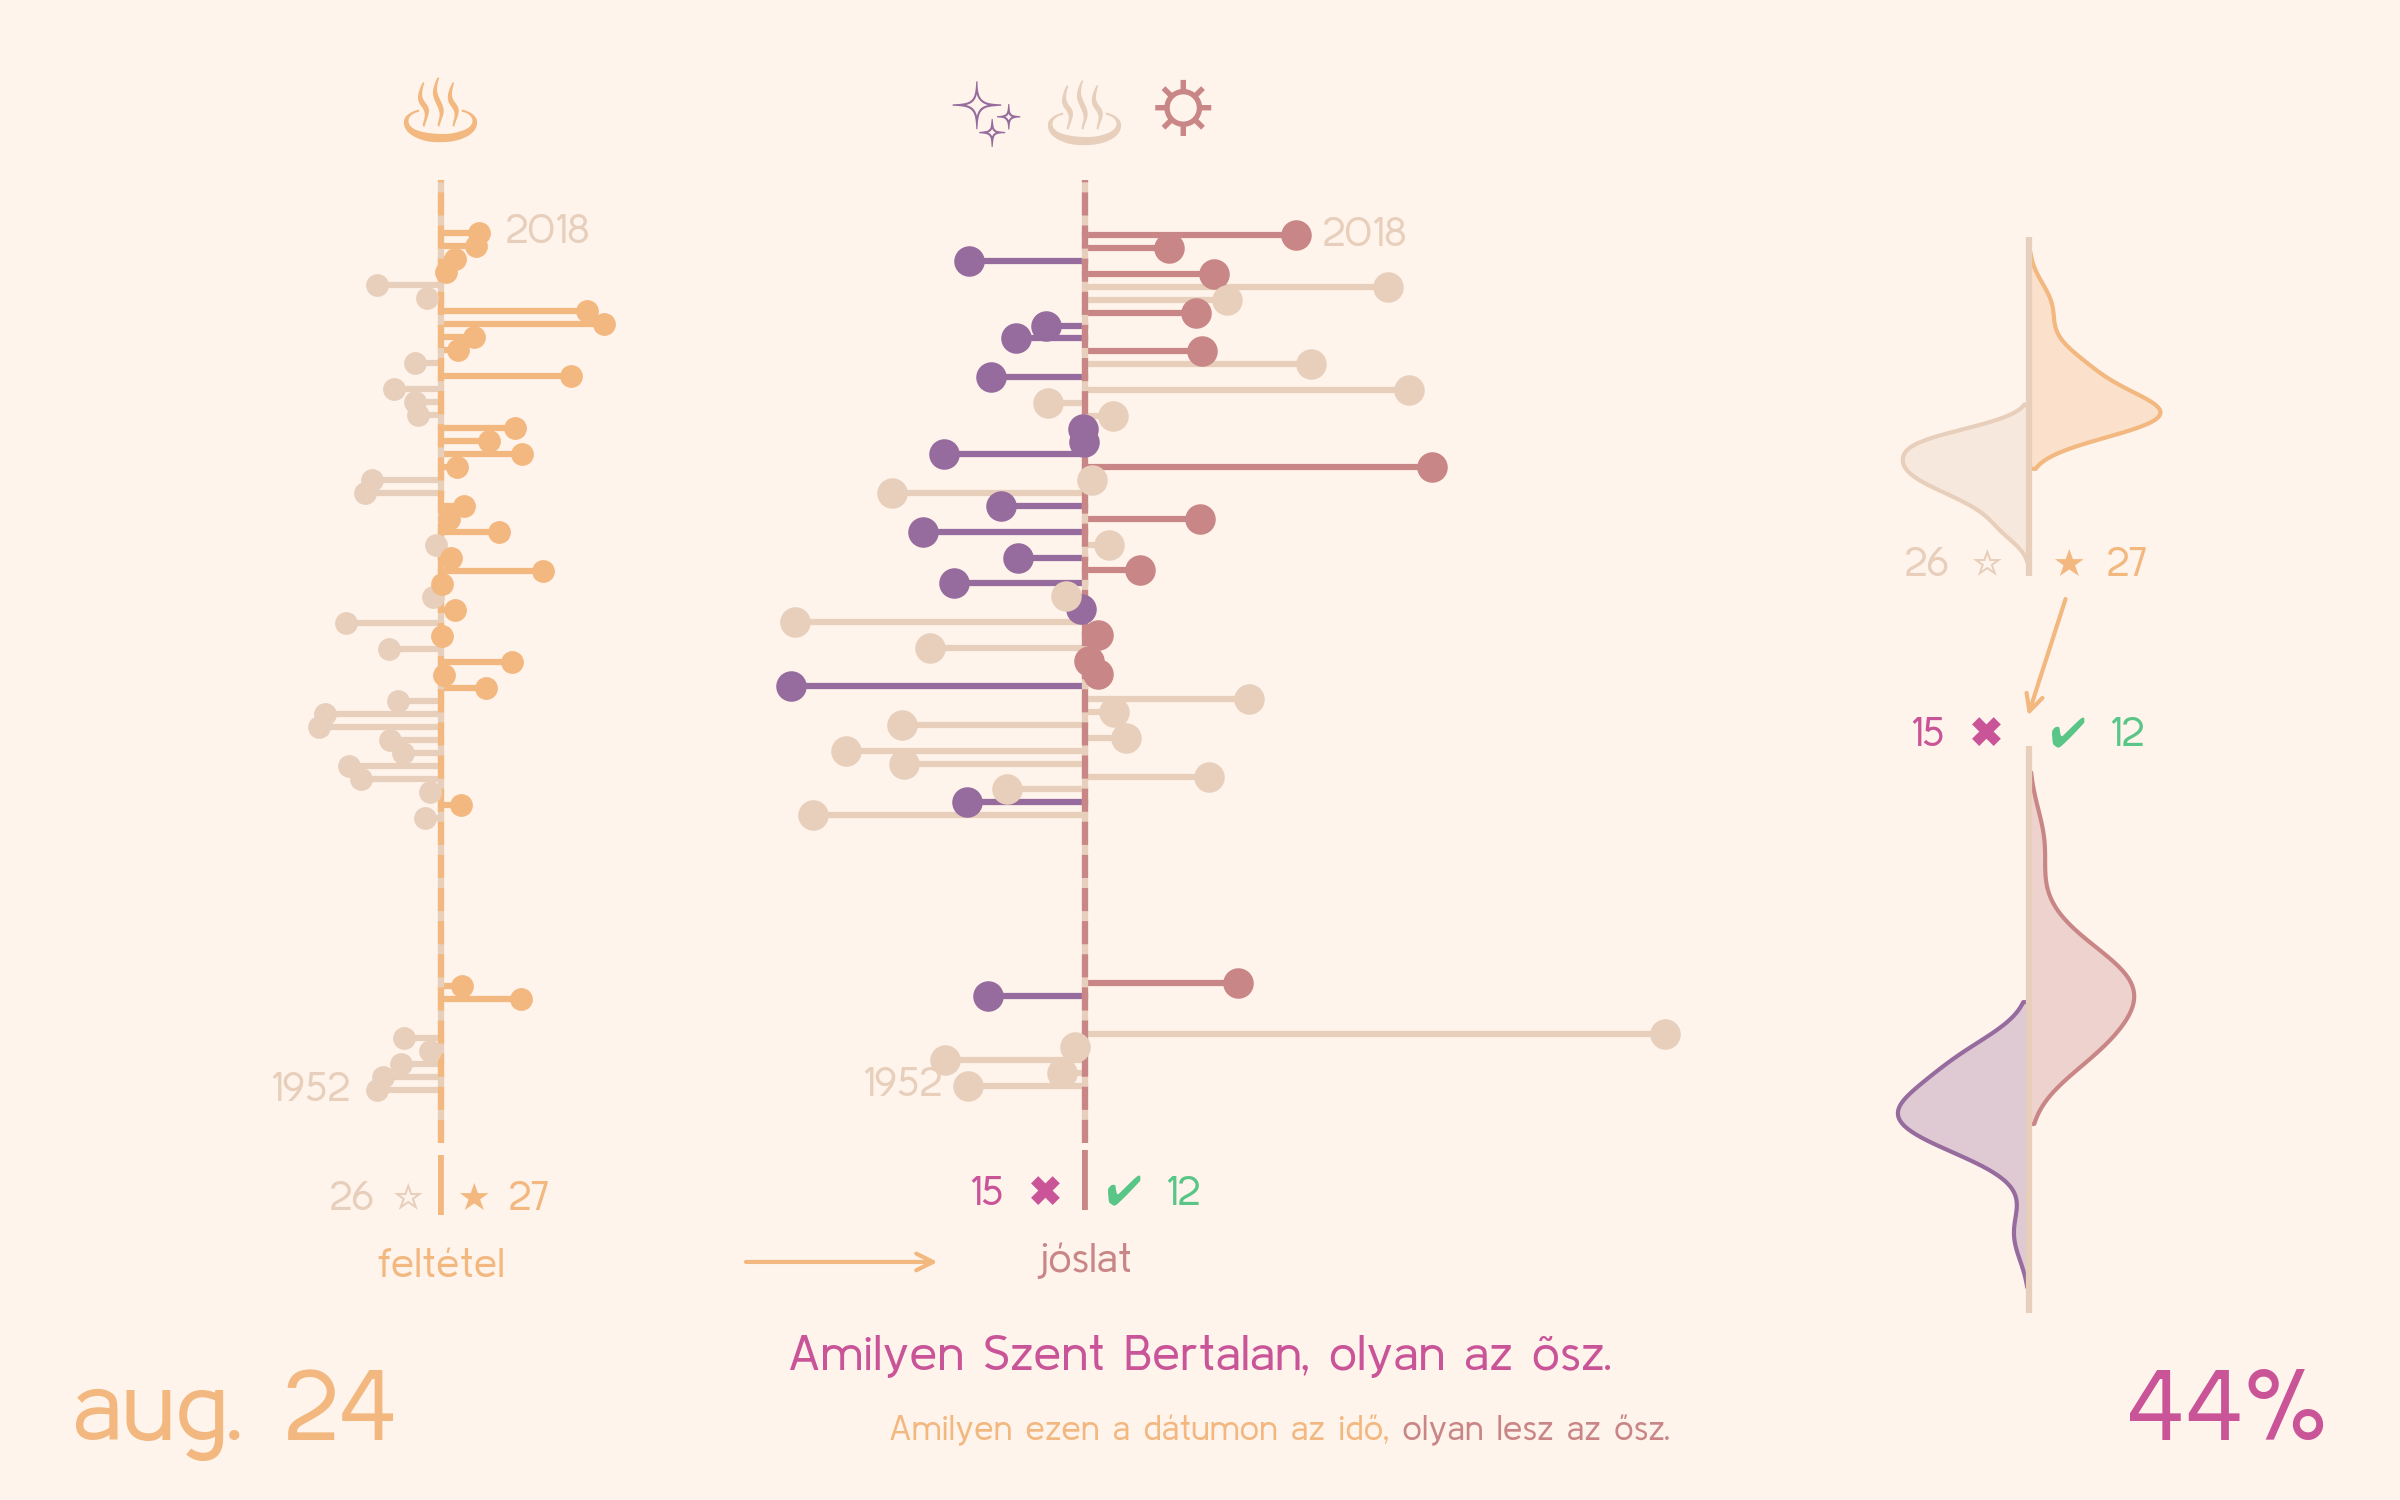 2018
2018
26 ☆ ★ 27
15 ✖ ✔ 12
1952
1952
26 ☆ ★ 27
15 ✖ ✔ 12
feltétel
jóslat
Amilyen Szent Bertalan, olyan az õsz.
aug. 24
44%
Amilyen ezen a dátumon az idő, olyan lesz az ősz.